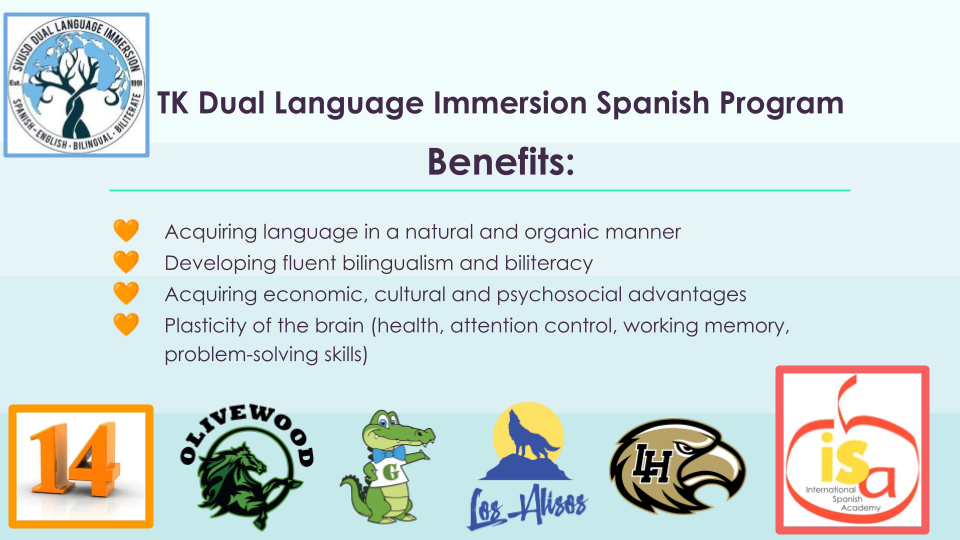 SVUSD DUAL LANGUAGE IMMERSION
Est. 1991
SPANISH-ENGLISH · BILINGUAL · BILITERATE
TK Dual Language Immersion Spanish Program
Benefits:
🧡 Acquiring language in a natural and organic manner
🧡 Developing fluent bilingualism and biliteracy
🧡 Acquiring economic, cultural and psychosocial advantages
🧡 Plasticity of the brain (health, attention control, working memory,
problem-solving skills)
14
OLIVEWOOD
G
Los Alisos
LH
isa
International
Spanish
Academy